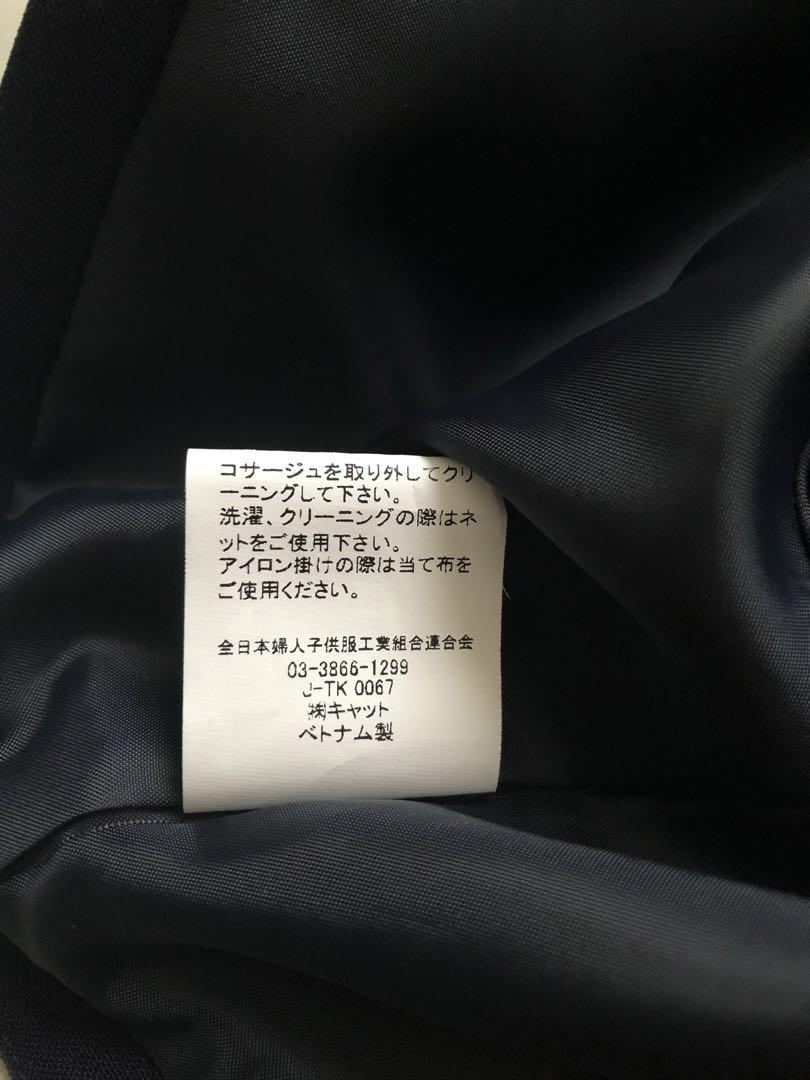 コサージュを取り外してクリ
ーニングして下さい。
洗濯、クリーニングの際はネ
ットをご使用下さい。
アイロン掛けの際は当て布を
ご使用ください。
全日本婦人子供服工業組合連合会
03-3866-1299
J-TK 0067
㈱キャット
ベトナム製